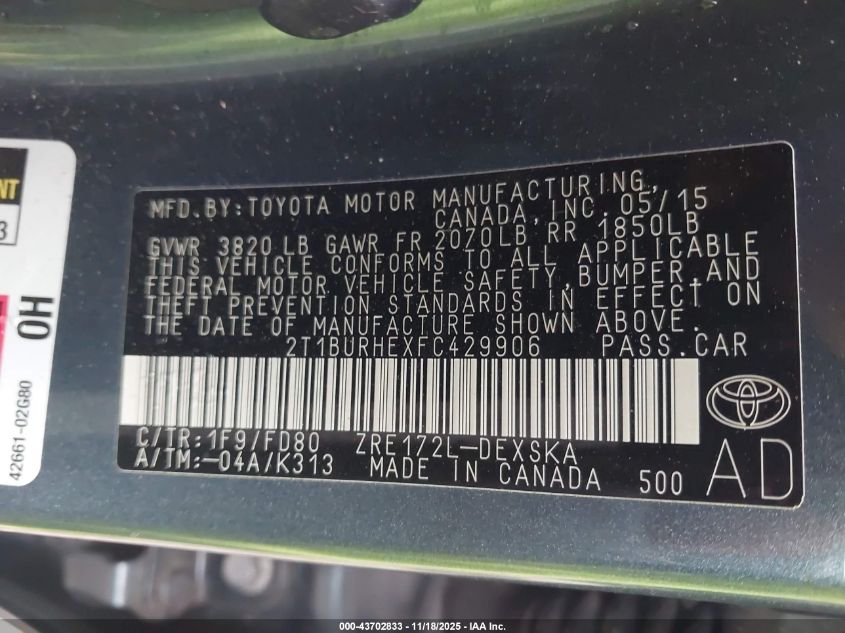 MFD.BY:TOYOTA MOTOR MANUFACTURING,
CANADA, INC. 05/15
GVWR 3820 LB GAWR FR 2070LB RR 1850LB
THIS VEHICLE CONFORMS TO ALL APPLICABLE
FEDERAL MOTOR VEHICLE SAFETY, BUMPER, AND
THEFT PREVENTION STANDARDS IN EFFECT ON
THE DATE OF MANUFACTURE SHOWN ABOVE.
2T1BURHEXFC429906 PASS.CAR
C/TR:1F9/FD80 ZRE172L-DEXSKA
A/TM:-04A/K313 MADE IN CANADA 500
AD
0H
42661-02G80
000-43702833 - 11/18/2025 - IAA Inc.